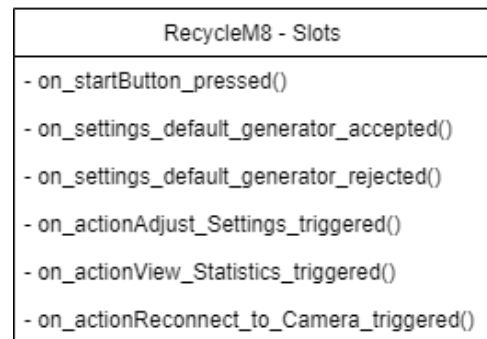 RecycleM8 - Slots
- on_startButton_pressed()
- on_settings_default_generator_accepted()
- on_settings_default_generator_rejected()
- on_actionAdjust_Settings_triggered()
- on_actionView_Statistics_triggered()
- on_actionReconnect_to_Camera_triggered()